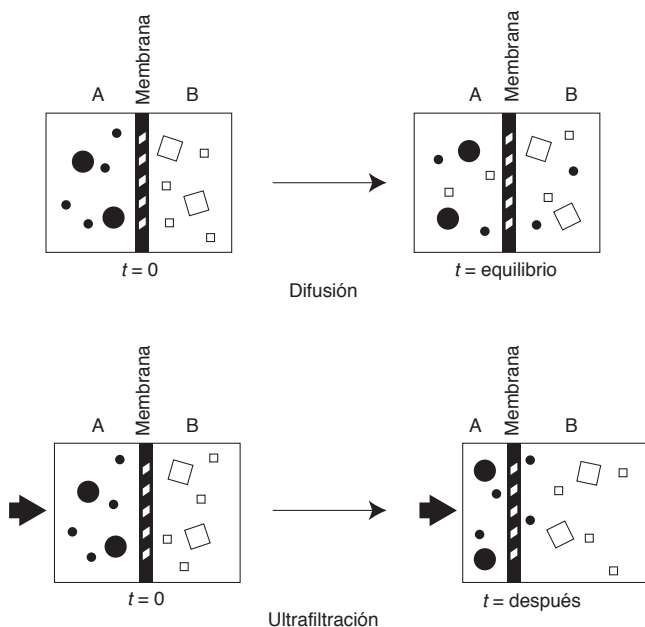 Membrana
A
B
Membrana
A
B
t = 0
t = equilibrio
Difusión
Membrana
A
B
Membrana
A
B
t = 0
t = después
Ultrafiltración